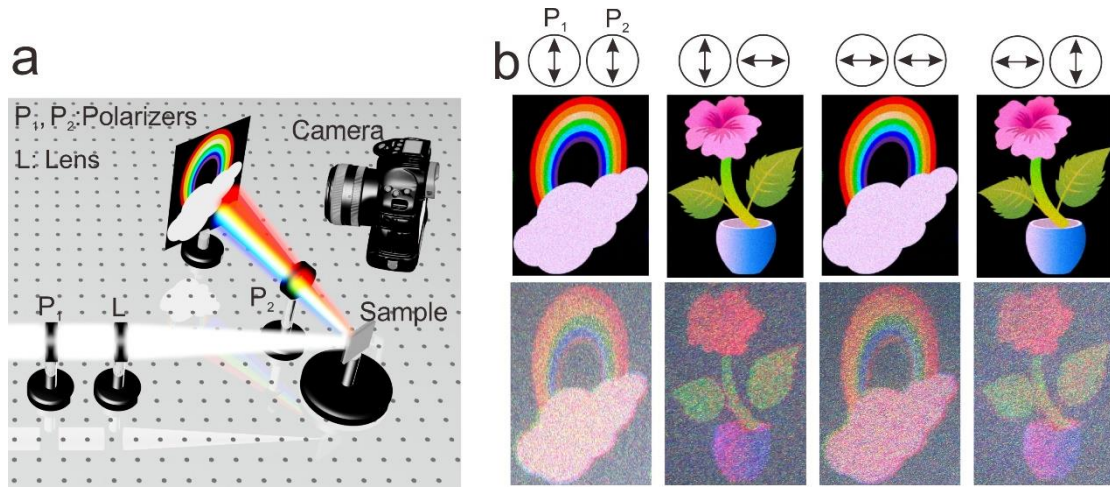 a
P₁, P₂:Polarizers
L: Lens
Camera
P₁
L
P₂
Sample
b
P₁
P₂